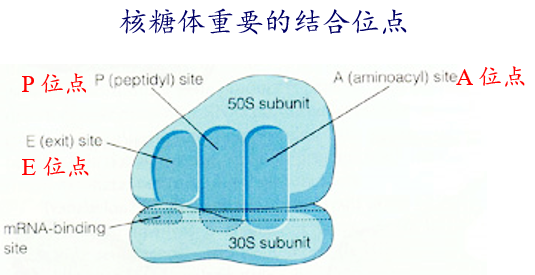 核糖体重要的结合位点
P 位点
P (peptidyl) site
A (aminoacyl) site
A 位点
50S subunit
E (exit) site
E 位点
mRNA-binding
site
30S subunit